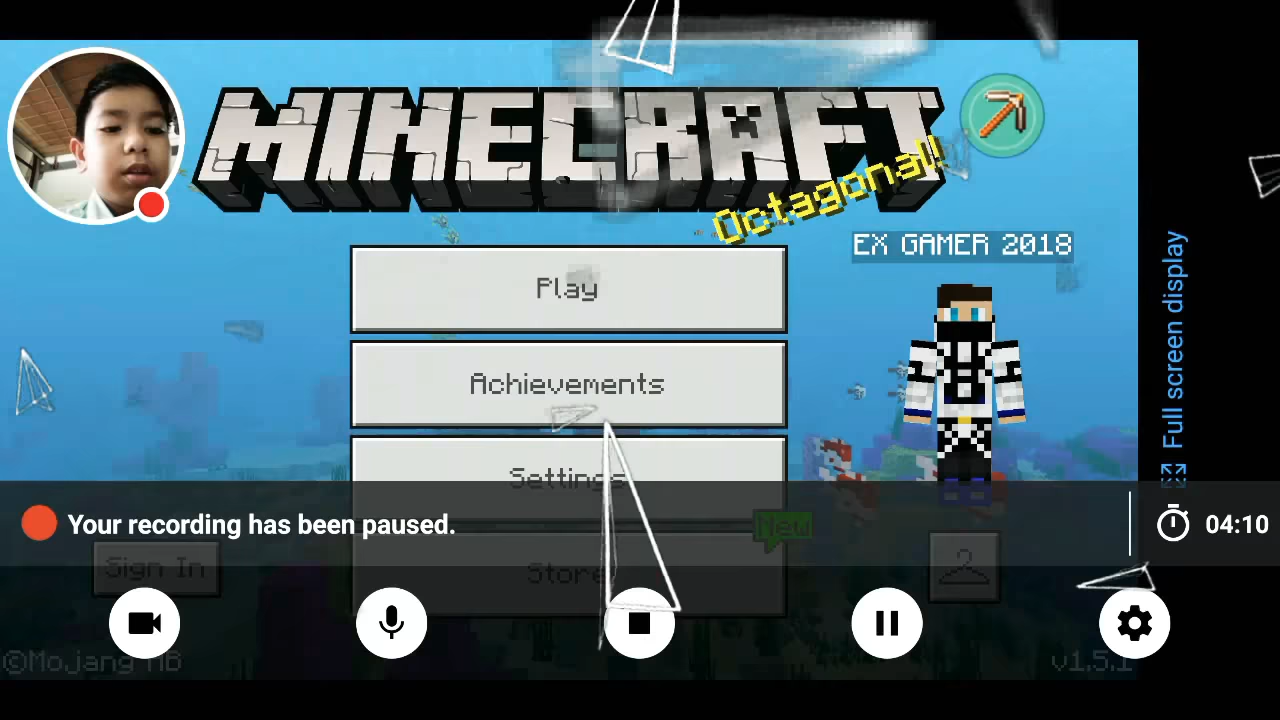 MINECRAFT
Octagonal!
EX GAMER 2018
Play
Achievements
Full screen display
Settings
Your recording has been paused.
04:10
New
Sign In
Store
©Mojang AB
v1.5.1